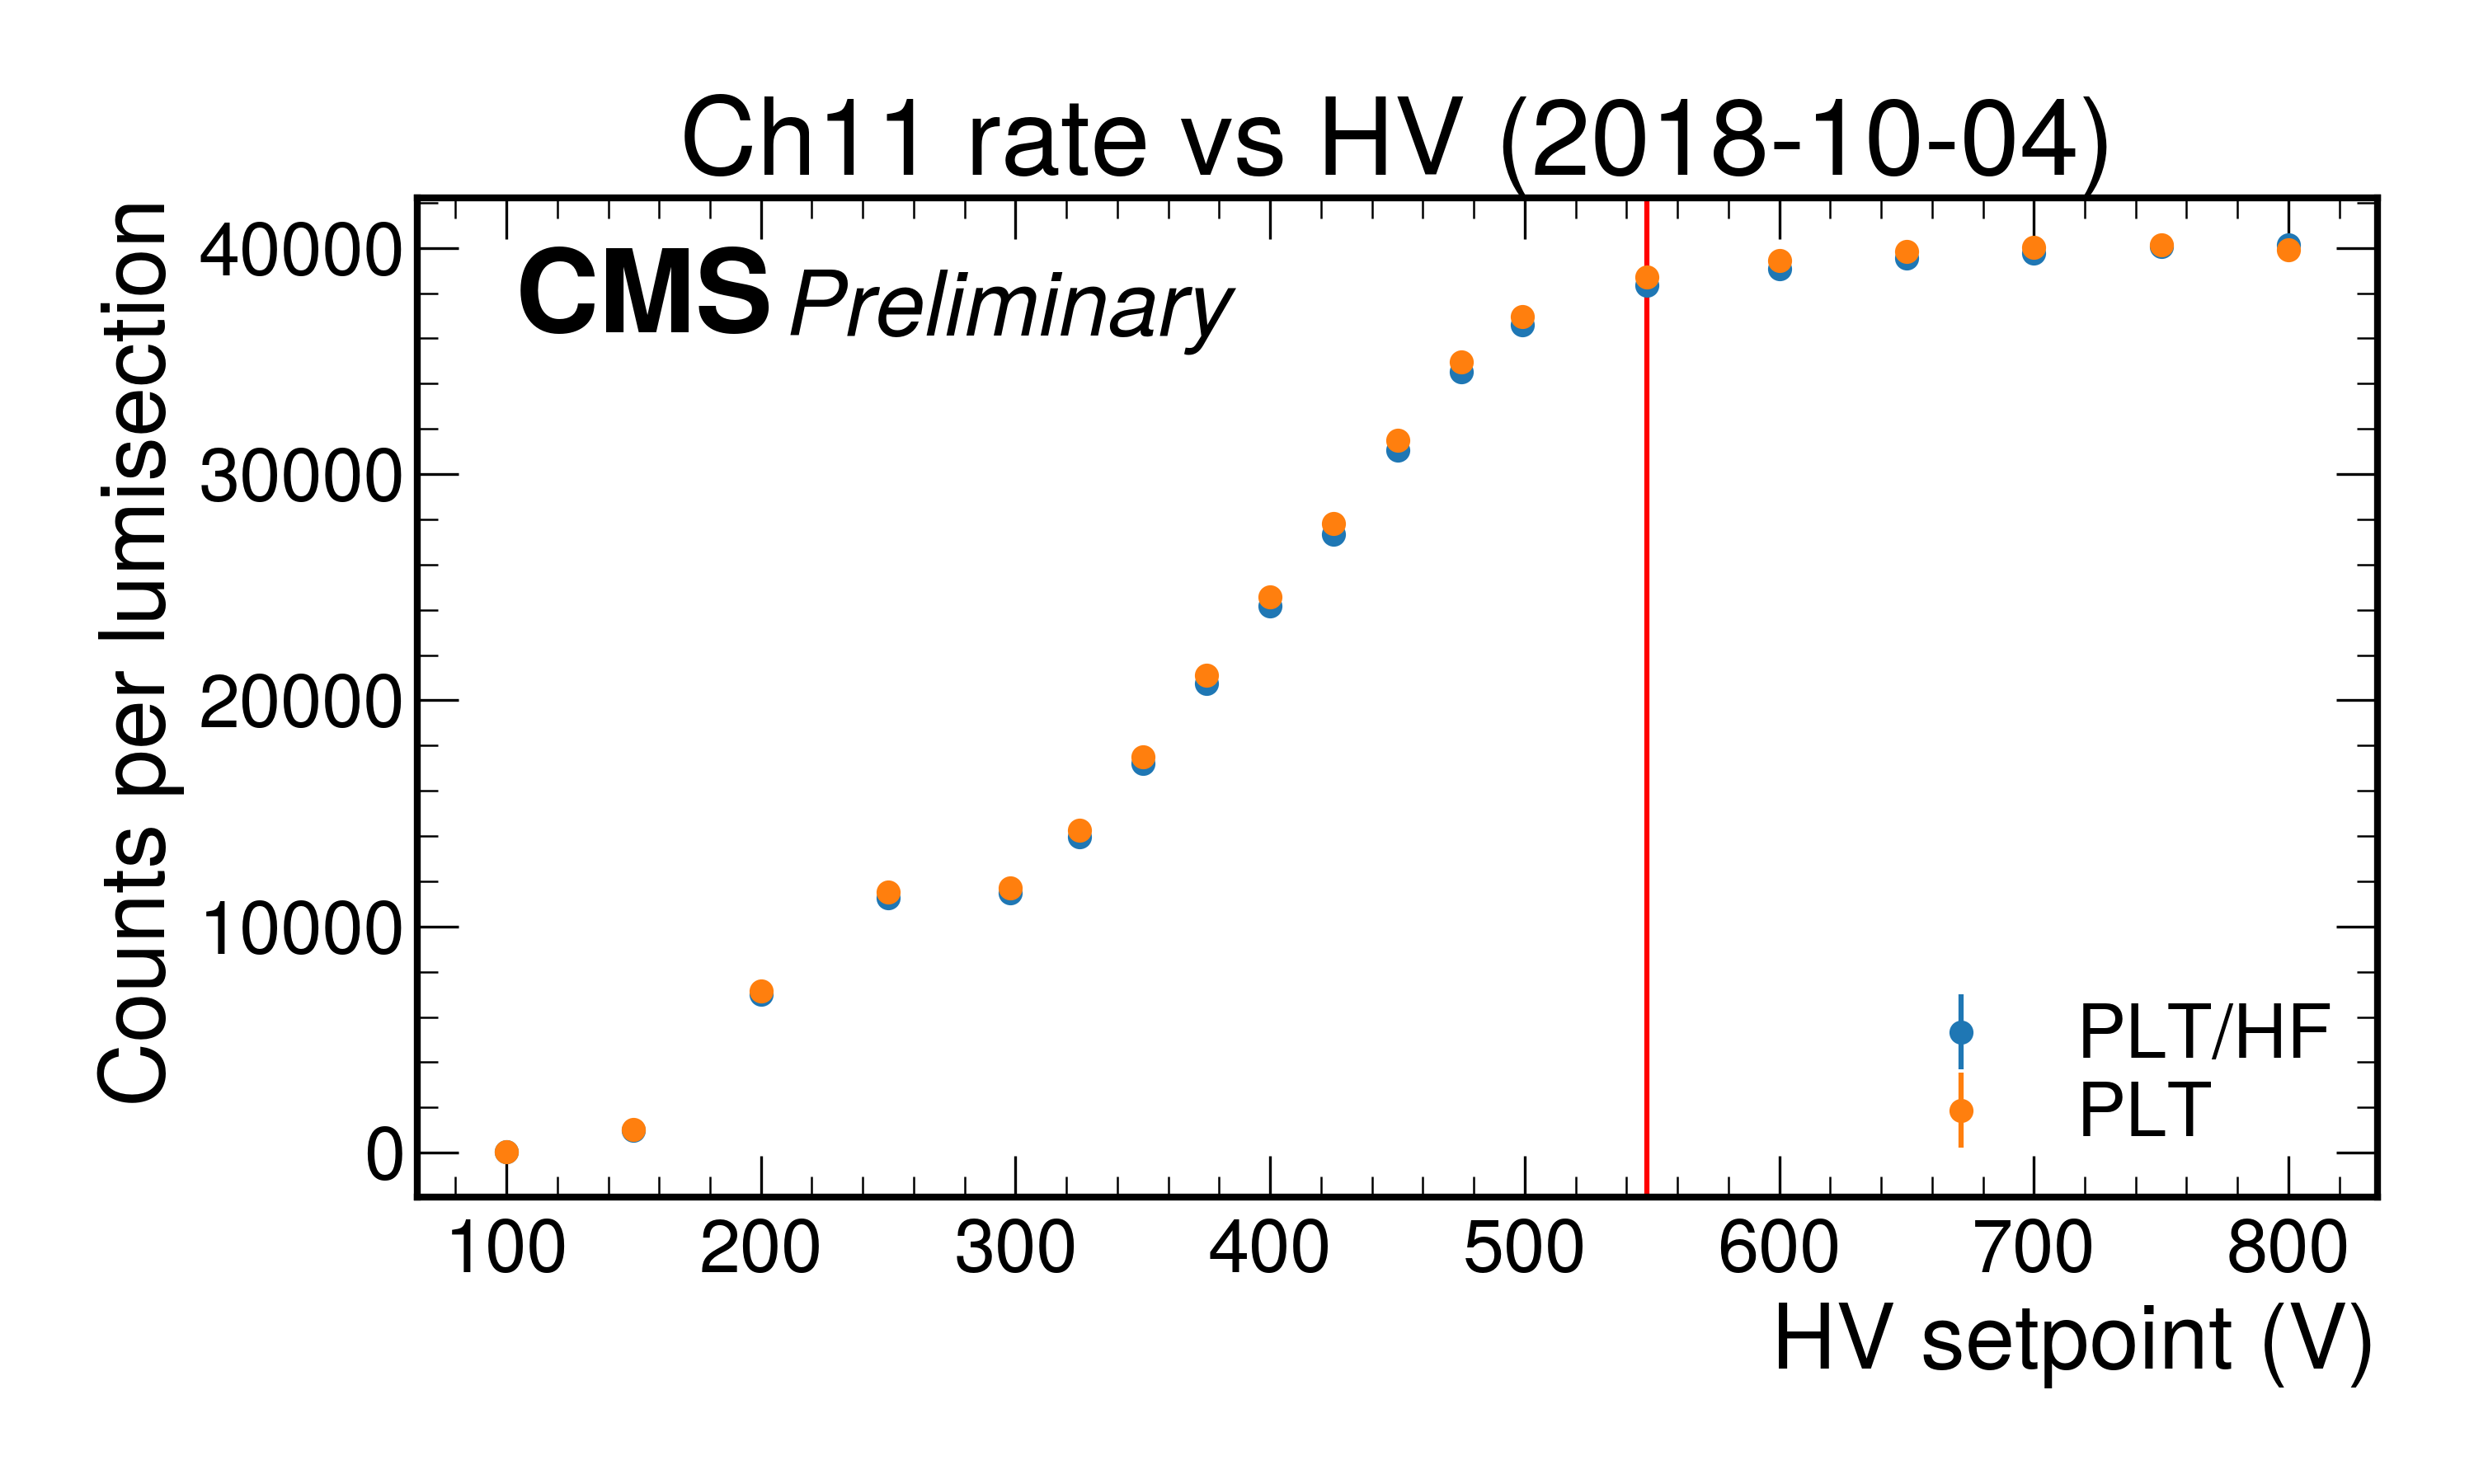 Ch11 rate vs HV (2018-10-04)
CMS Preliminary
Counts per lumisection
40000
30000
20000
10000
0
PLT/HF
PLT
100 200 300 400 500 600 700 800
HV setpoint (V)